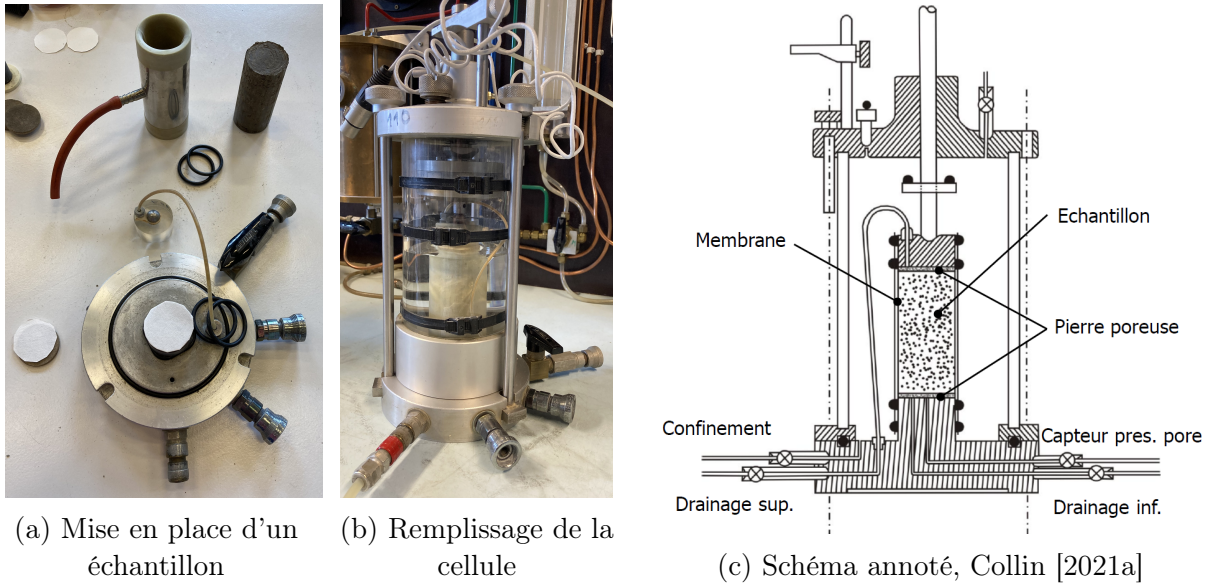 110
Membrane
Echantillon
Pierre poreuse
Confinement
Capteur pres. pore
Drainage sup.
Drainage inf.
(a) Mise en place d'un
échantillon
(b) Remplissage de la
cellule
(c) Schéma annoté, Collin [2021a]